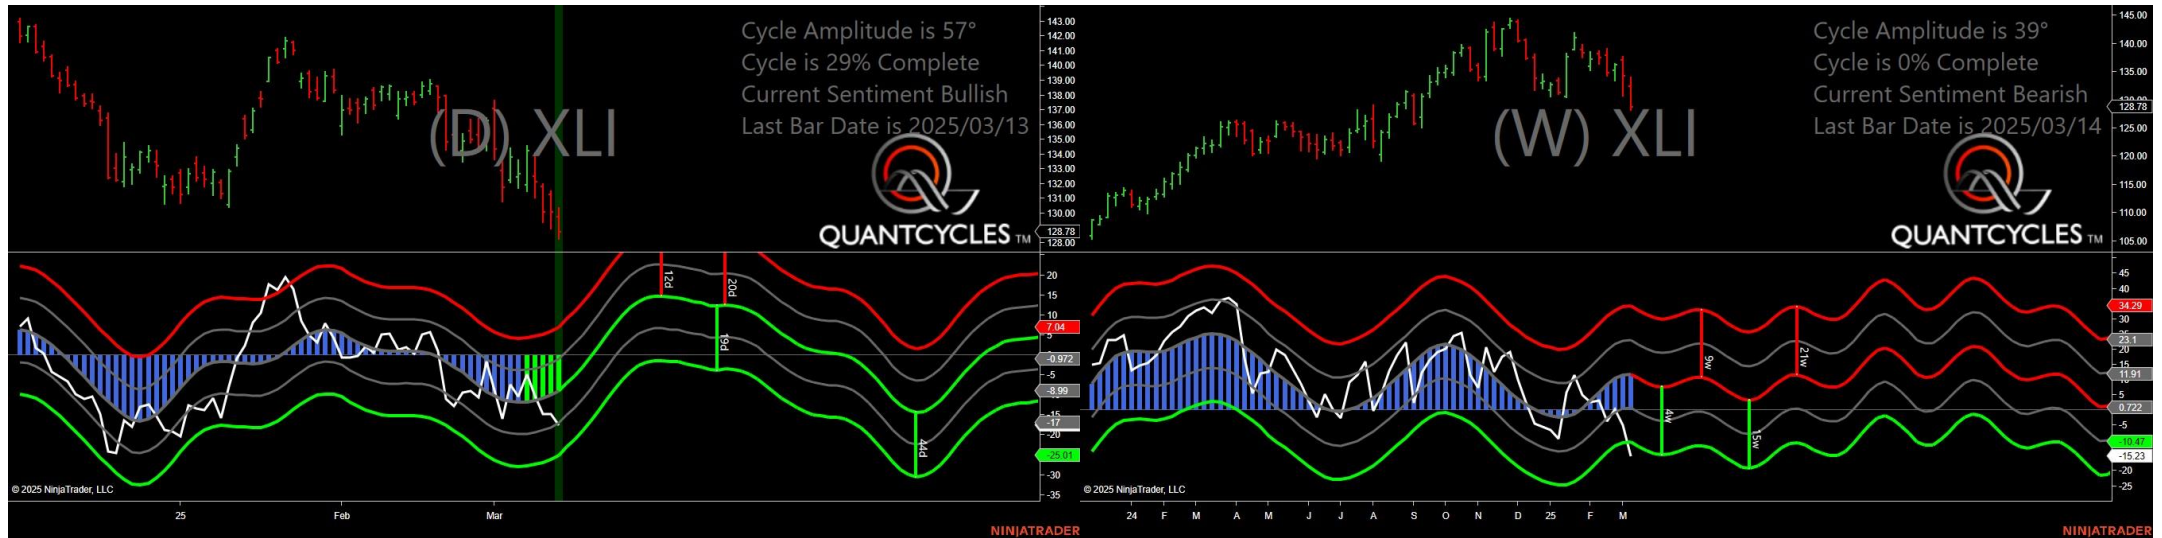 Cycle Amplitude is 57°
Cycle is 29% Complete
Current Sentiment Bullish
Last Bar Date is 2025/03/13
(D) XLI
QUANTCYCLES TM
143.00
142.00
141.00
140.00
139.00
138.00
137.00
136.00
135.00
134.00
133.00
132.00
131.00
130.00
128.78
128.00
12d
20d
19d
44d
20
15
10
7.04
5
-0.972
-5
-8.99
-15
-17
-20
-25.01
-30
-35
© 2025 NinjaTrader, LLC
25
Feb
Mar
NINJATRADER
Cycle Amplitude is 39°
Cycle is 0% Complete
Current Sentiment Bearish
Last Bar Date is 2025/03/14
(W) XLI
QUANTCYCLES TM
145.00
140.00
135.00
130.00
128.78
125.00
120.00
115.00
110.00
105.00
9w
21w
4w
15w
45
40
34.29
30
23.1
20
15
11.91
5
0.722
-5
-10.47
-15.23
-20
-25
© 2025 NinjaTrader, LLC
24
F
M
A
M
J
J
A
S
O
N
D
25
F
M
NINJATRADER